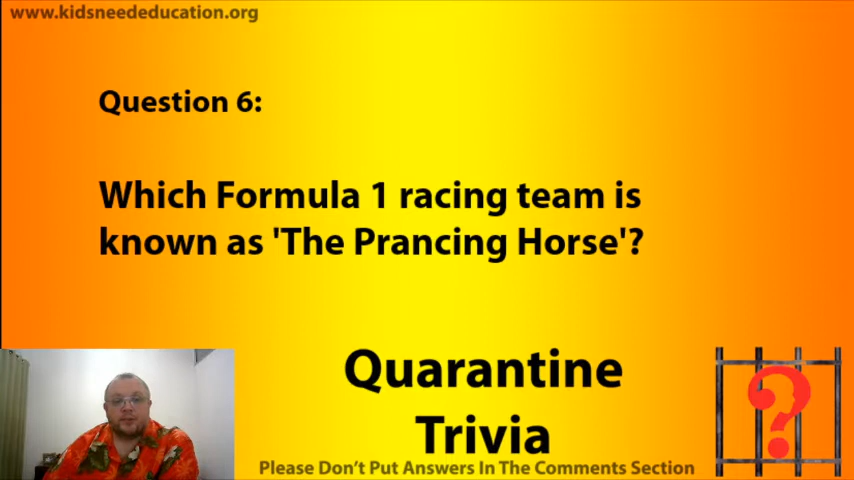 www.kidsneededucation.org
Question 6:
Which Formula 1 racing team is
known as 'The Prancing Horse'?
Quarantine
Trivia
Please Don't Put Answers In The Comments Section